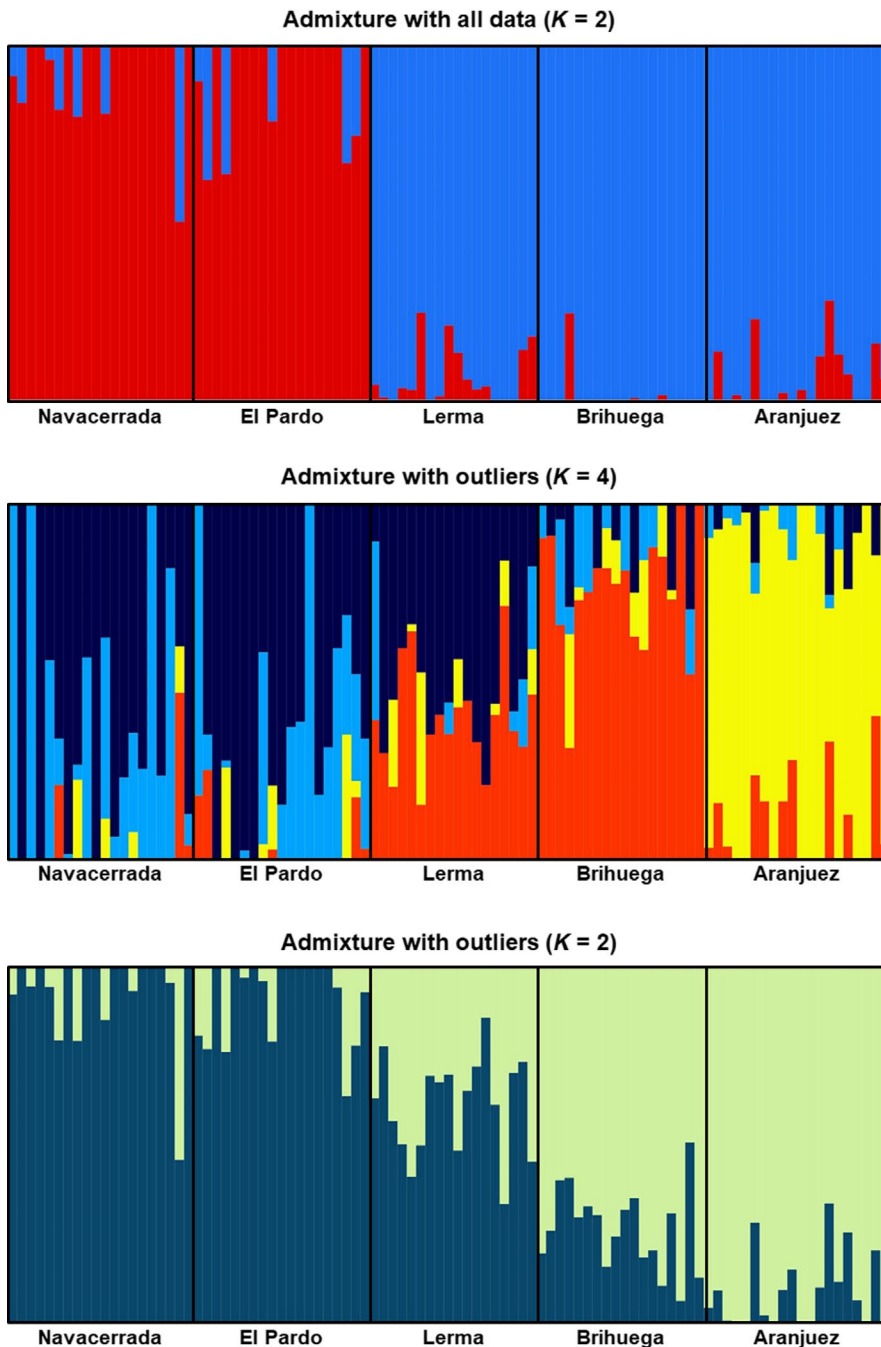 Admixture with all data (K = 2)
Navacerrada El Pardo Lerma Brihuega Aranjuez
Admixture with outliers (K = 4)
Navacerrada El Pardo Lerma Brihuega Aranjuez
Admixture with outliers (K = 2)
Navacerrada El Pardo Lerma Brihuega Aranjuez